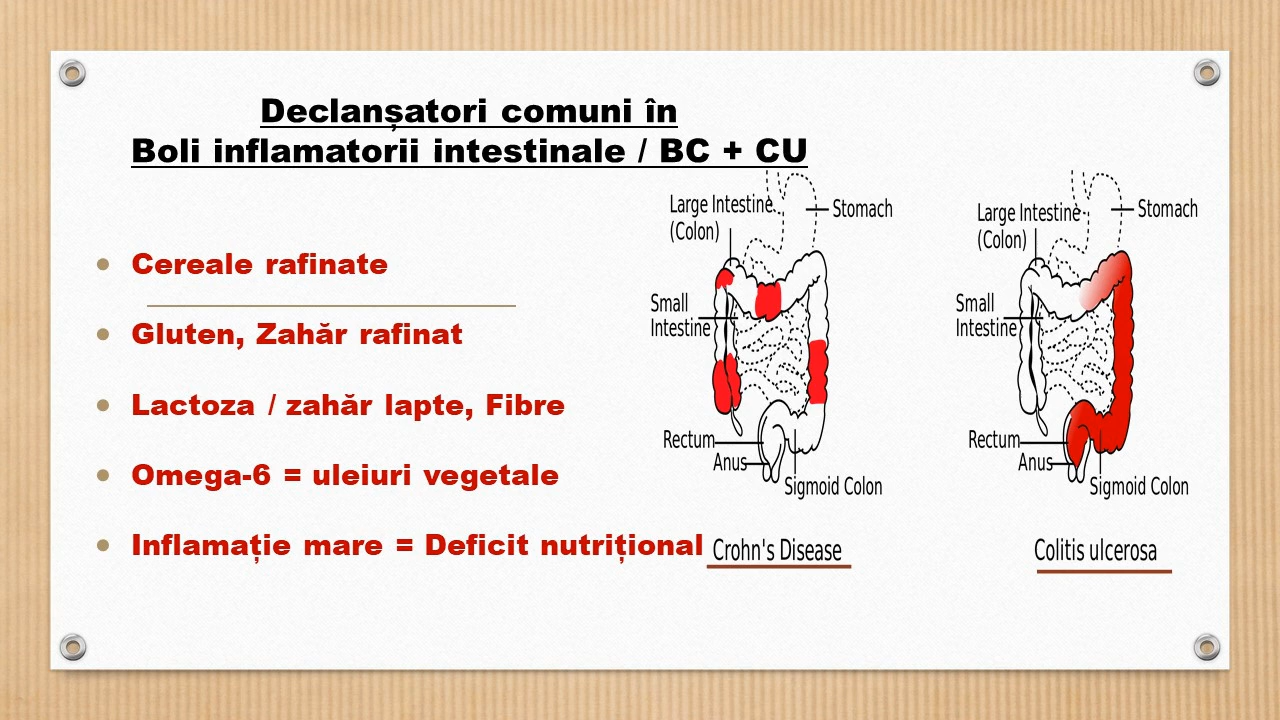 Declanșatori comuni în
Boli inflamatorii intestinale / BC + CU
Cereale rafinate
Gluten, Zahăr rafinat
Lactoza / zahăr lapte, Fibre
Omega-6 = uleiuri vegetale
Inflamație mare = Deficit nutrițional
Large Intestine
(Colon)
Stomach
Small
Intestine
Rectum
Anus
Sigmoid Colon
Crohn's Disease
Large Intestine
(Colon)
Stomach
Small
Intestine
Rectum
Anus
Sigmoid Colon
Colitis ulcerosa